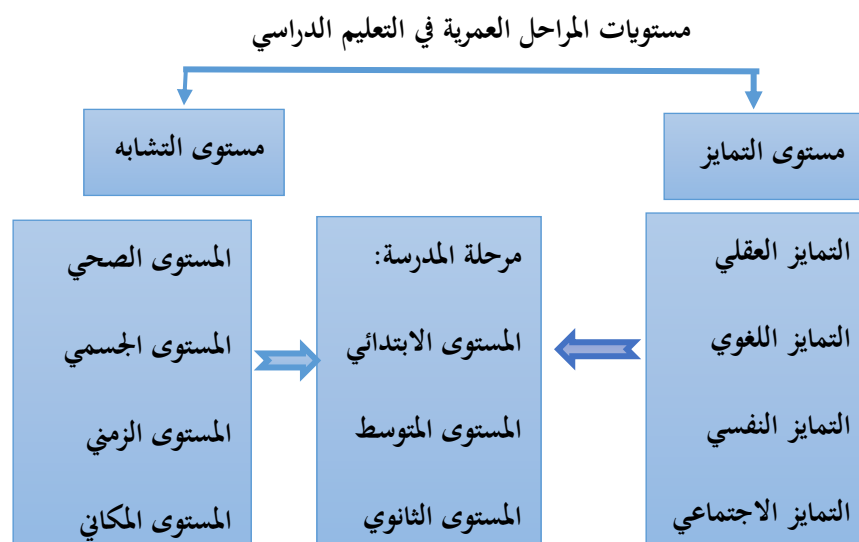 مستويات المراحل العمرية في التعليم الدراسي
مستوى التمايز
مستوى التشابه
التمايز العقلي
التمايز اللغوي
التمايز النفسي
التمايز الاجتماعي
مرحلة المدرسة:
المستوى الابتدائي
المستوى المتوسط
المستوى الثانوي
المستوى الصحي
المستوى الجسمي
المستوى الزمني
المستوى المكاني